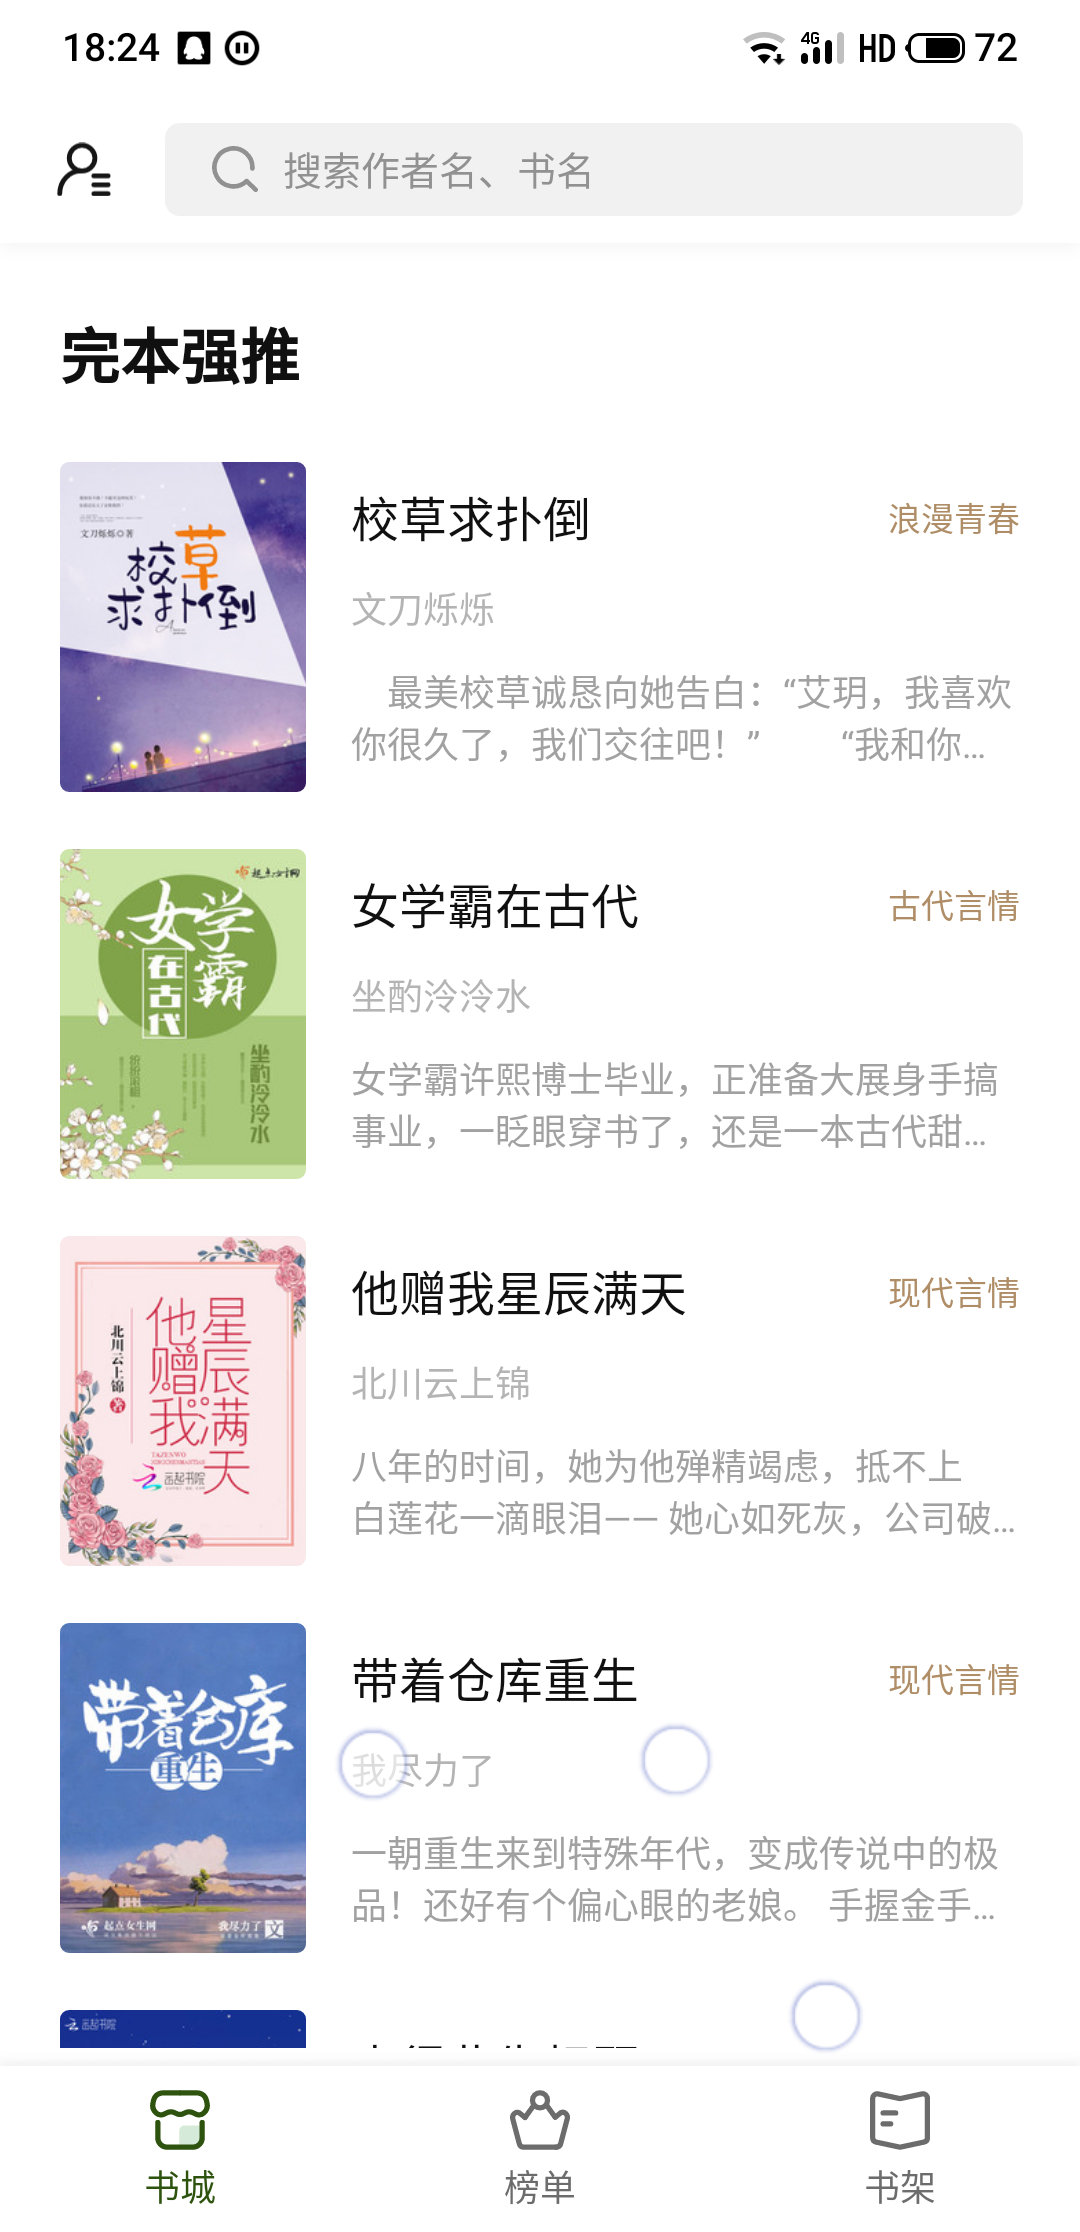 18:24
4G
HD
72
搜索作者名、书名
完本强推
文刀烁烁◎著
校草
求扑倒
校草求扑倒
浪漫青春
文刀烁烁
最美校草诚恳向她告白：“艾玥，我喜欢
你很久了，我们交往吧！” “我和你...
起点女生网
女学霸
在古代
坐酌泠泠水
女学霸在古代
古代言情
坐酌泠泠水
女学霸许熙博士毕业，正准备大展身手搞
事业，一眨眼穿书了，还是一本古代甜...
他赠我
星辰满天
北川云上锦
著
云起书院
他赠我星辰满天
现代言情
北川云上锦
八年的时间，她为他殚精竭虑，抵不上
白莲花一滴眼泪—— 她心如死灰，公司破...
带着仓库
重生
起点女生网
我尽力了
文
带着仓库重生
现代言情
我尽力了
一朝重生来到特殊年代，变成传说中的极
品！还好有个偏心眼的老娘。 手握金手...
云起书院
书城
榜单
书架